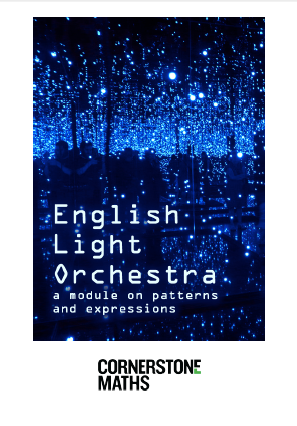 English
Light
Orchestra
a module on patterns
and expressions
CORNERSTONE
MATHS